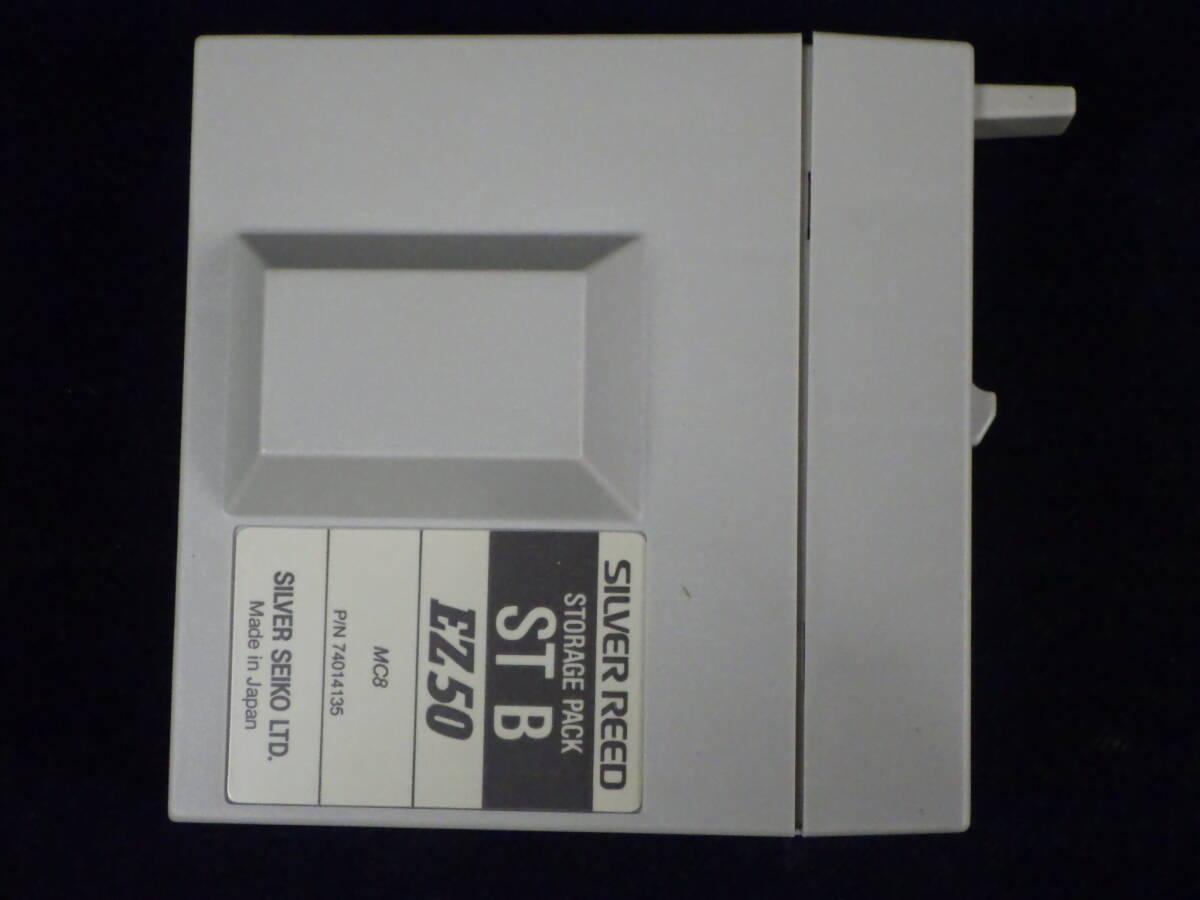 SILVER REED
STORAGE PACK
ST B
EZ50
MC8
P/N 74014135
SILVER SEIKO LTD.
Made in Japan